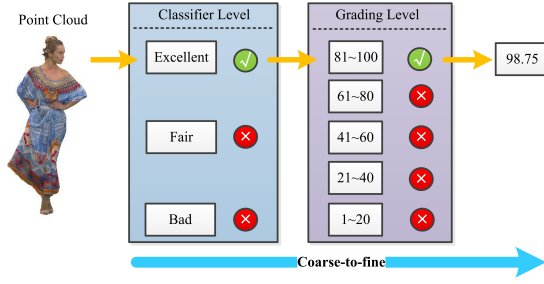 Point Cloud
Classifier Level
Grading Level
Excellent
81~100
98.75
61~80
Fair
41~60
21~40
Bad
1~20
Coarse-to-fine